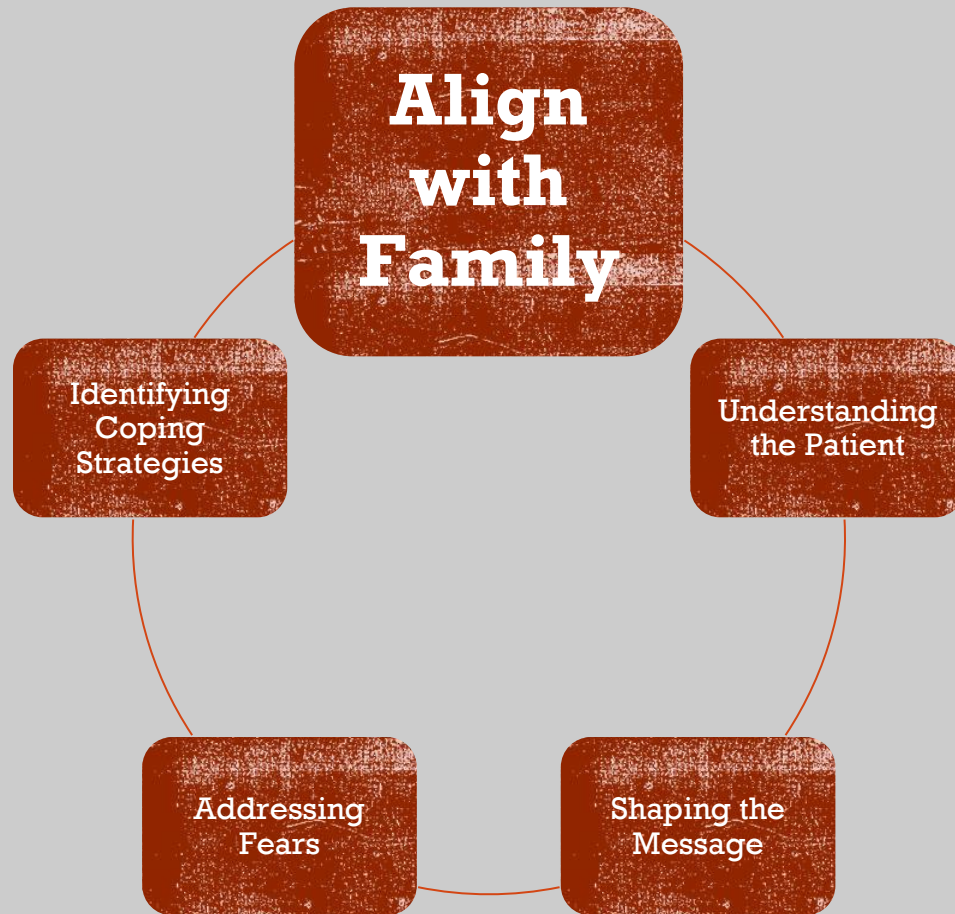 Align
with
Family
Understanding
the Patient
Shaping the
Message
Addressing
Fears
Identifying
Coping
Strategies